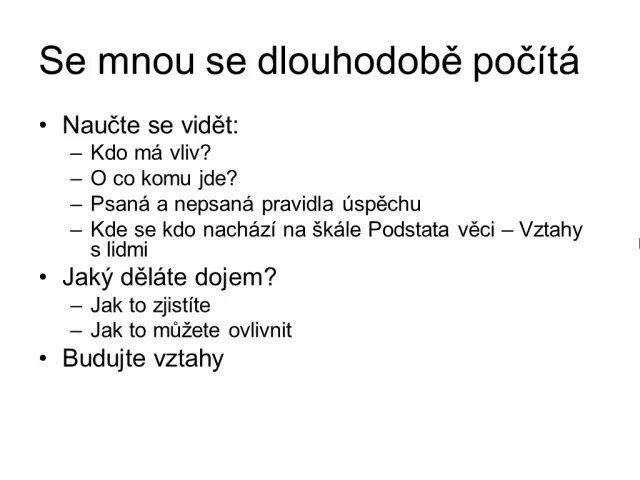 Se mnou se dlouhodobě počítá
• Naučte se vidět:
– Kdo má vliv?
– O co komu jde?
– Psaná a nepsaná pravidla úspěchu
– Kde se kdo nachází na škále Podstata věci – Vztahy
s lidmi
• Jaký děláte dojem?
– Jak to zjistíte
– Jak to můžete ovlivnit
• Budujte vztahy